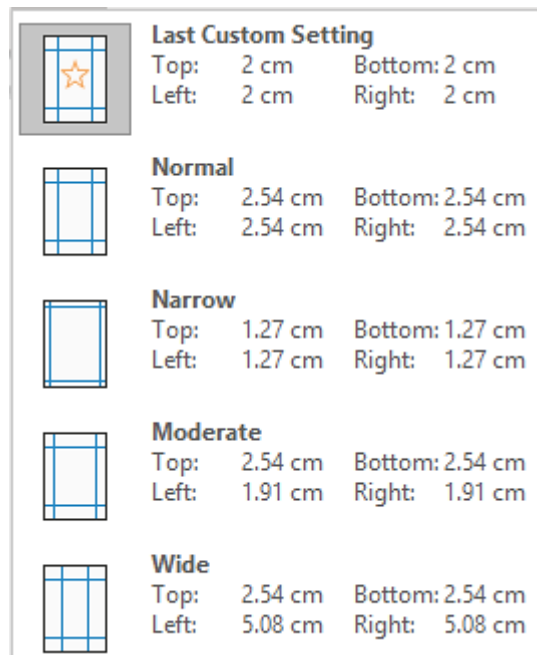 Last Custom Setting
Top: 2 cm Bottom: 2 cm
Left: 2 cm Right: 2 cm
Normal
Top: 2.54 cm Bottom: 2.54 cm
Left: 2.54 cm Right: 2.54 cm
Narrow
Top: 1.27 cm Bottom: 1.27 cm
Left: 1.27 cm Right: 1.27 cm
Moderate
Top: 2.54 cm Bottom: 2.54 cm
Left: 1.91 cm Right: 1.91 cm
Wide
Top: 2.54 cm Bottom: 2.54 cm
Left: 5.08 cm Right: 5.08 cm